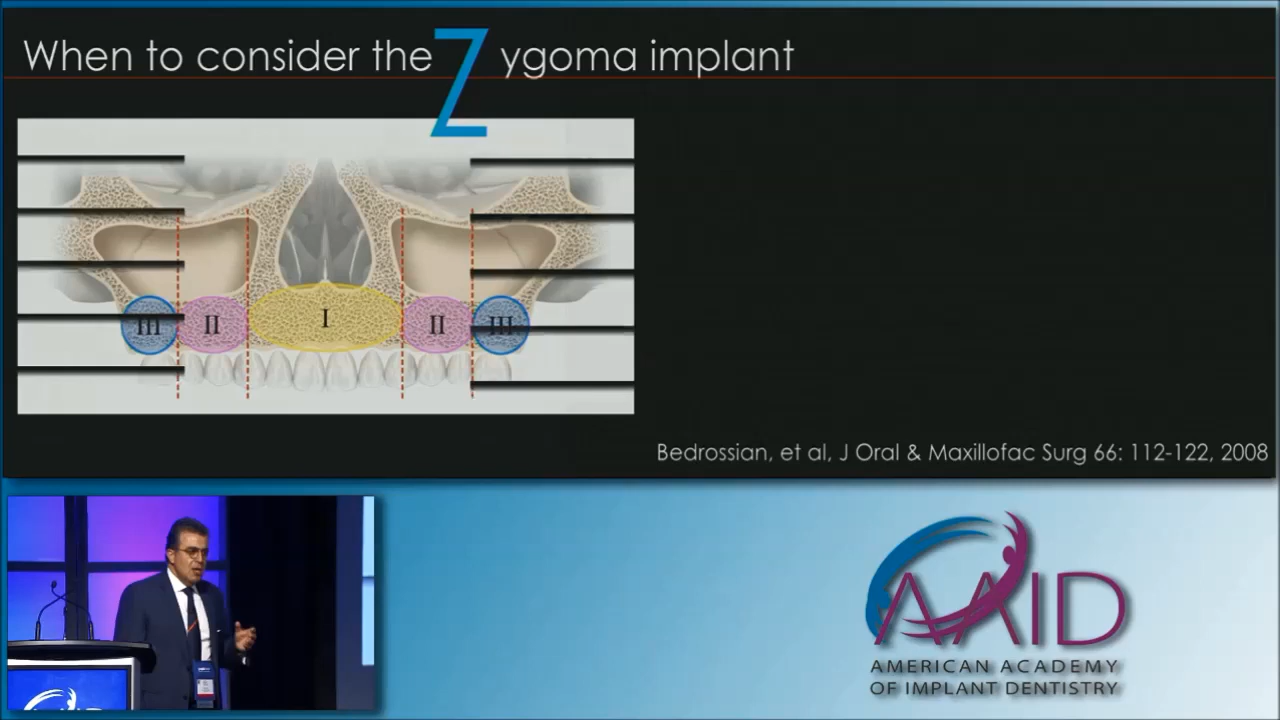 When to consider the Zygoma implant
III II I II III
Bedrossian, et al, J Oral & Maxillofac Surg 66: 112-122, 2008
AAID
AMERICAN ACADEMY
OF IMPLANT DENTISTRY